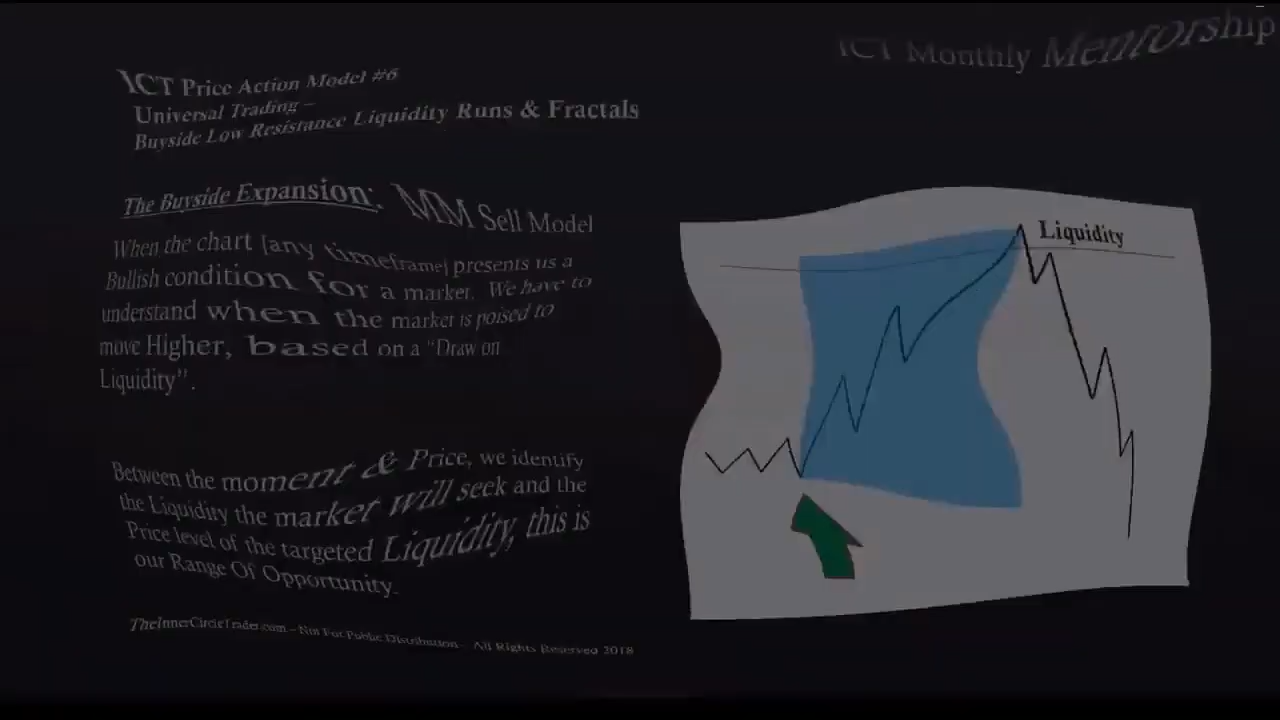 ICT Monthly Mentorship
ICT Price Action Model #6
Universal Trading –
Buyside Low Resistance Liquidity Runs & Fractals
The Buyside Expansion: MM Sell Model
When the chart [any timeframe] presents us a
Bullish condition for a market. We have to
understand when the market is poised to
move Higher, based on a “Draw on
Liquidity”.
Liquidity
Between the moment & Price, we identify
the Liquidity the market will seek and the
Price level of the targeted Liquidity, this is
our Range Of Opportunity.
TheInnerCircleTrader.com – Not For Public Distribution – All Rights Reserved 2018